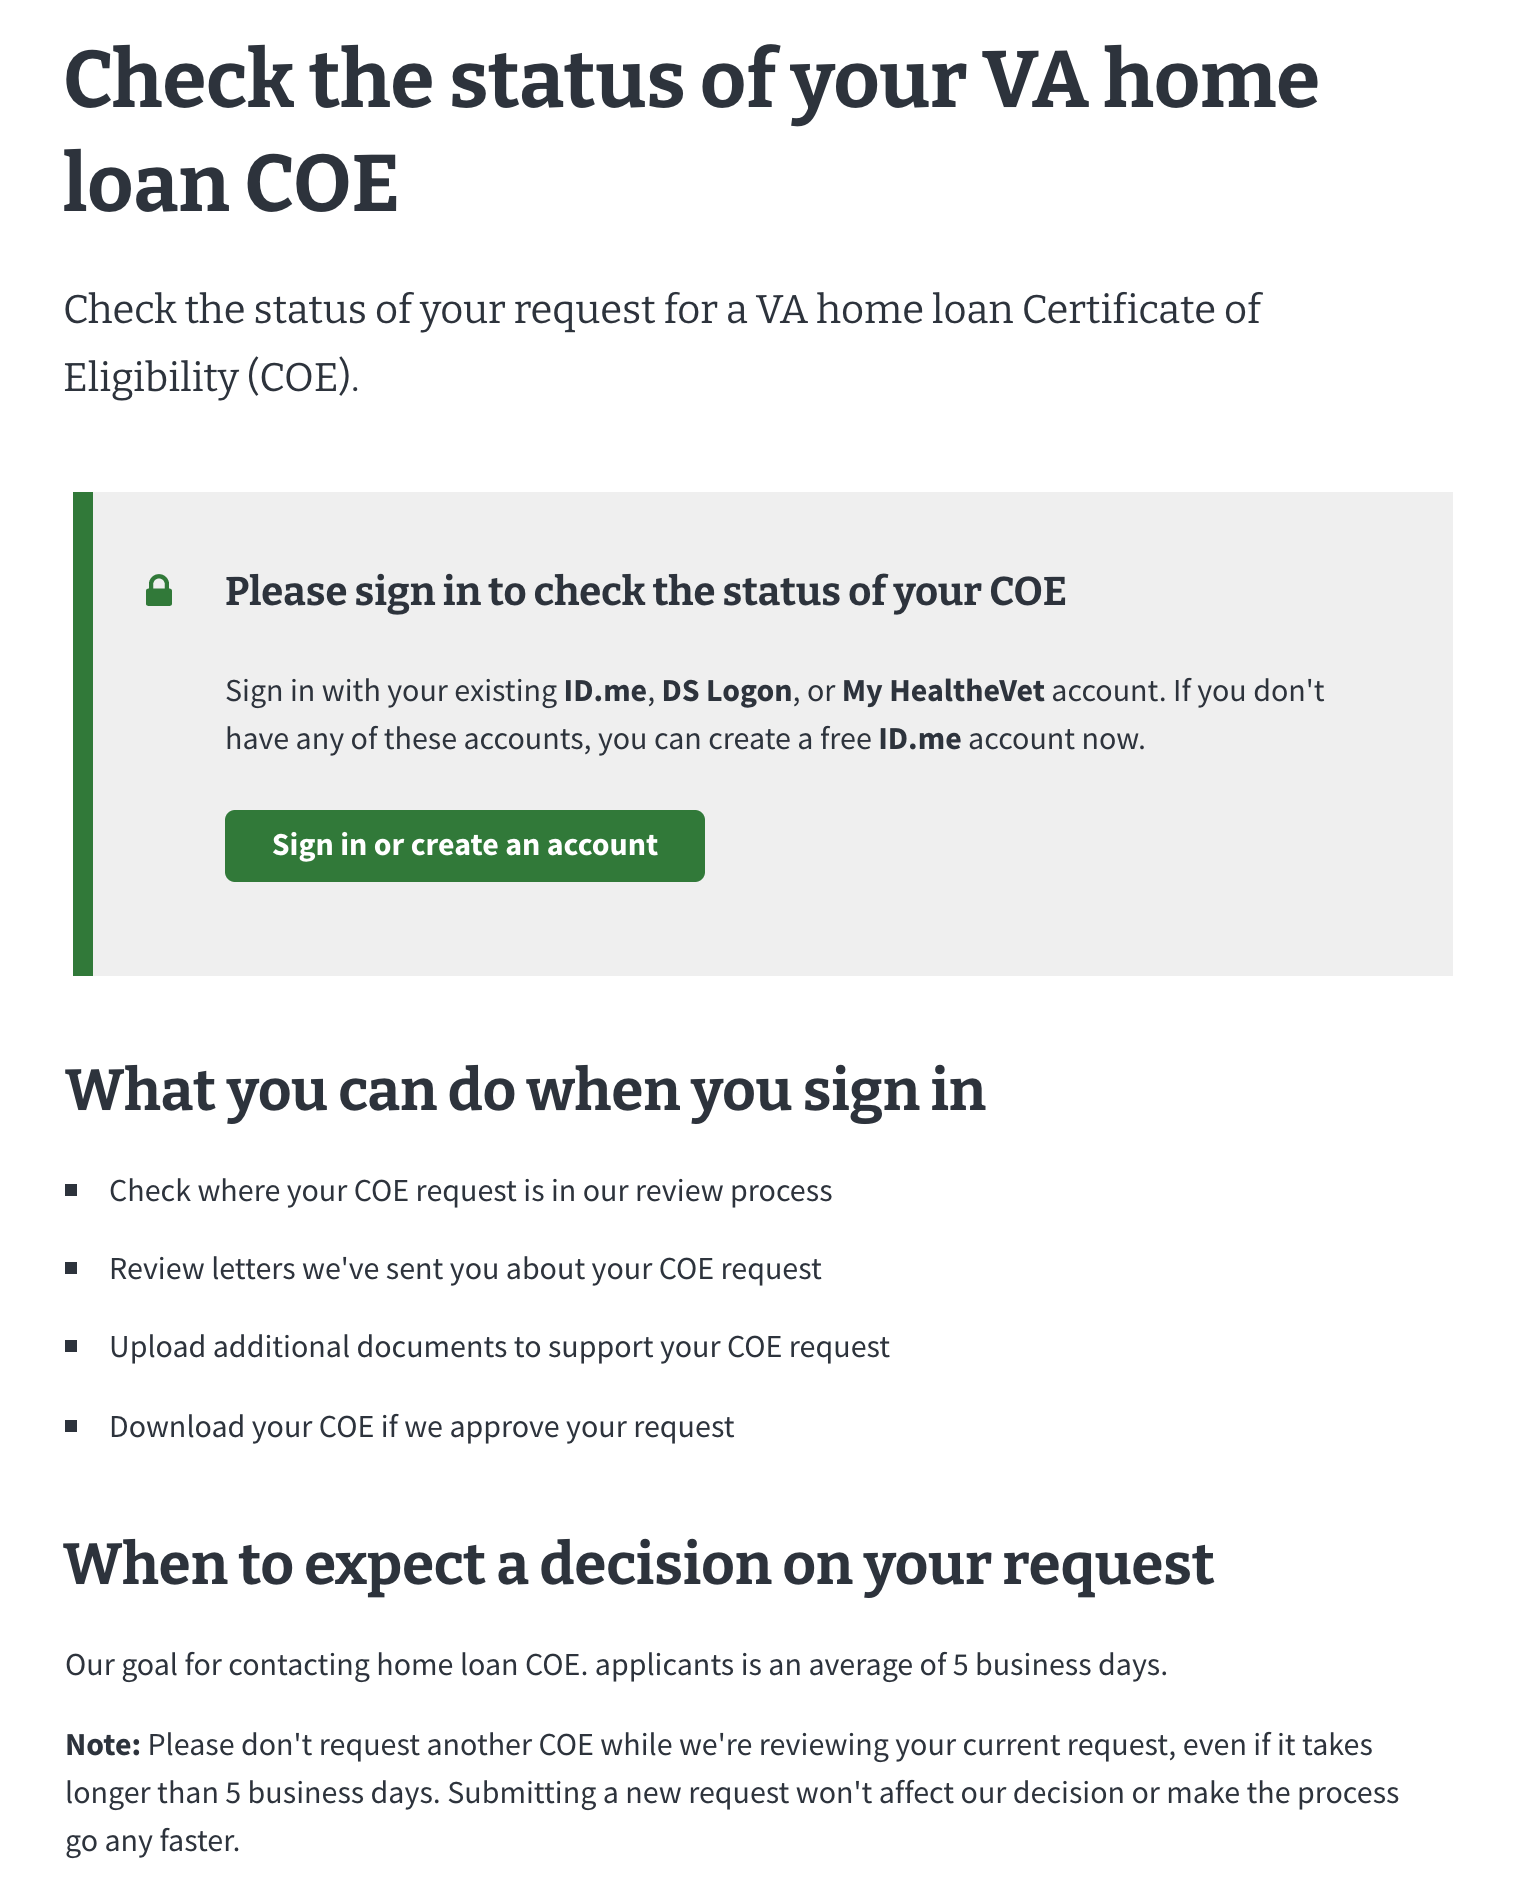 Check the status of your VA home
loan COE
Check the status of your request for a VA home loan Certificate of
Eligibility (COE).
Please sign in to check the status of your COE
Sign in with your existing ID.me, DS Logon, or My HealtheVet account. If you don't
have any of these accounts, you can create a free ID.me account now.
Sign in or create an account
What you can do when you sign in
Check where your COE request is in our review process
Review letters we've sent you about your COE request
Upload additional documents to support your COE request
Download your COE if we approve your request
When to expect a decision on your request
Our goal for contacting home loan COE. applicants is an average of 5 business days.
Note: Please don't request another COE while we're reviewing your current request, even if it takes
longer than 5 business days. Submitting a new request won't affect our decision or make the process
go any faster.